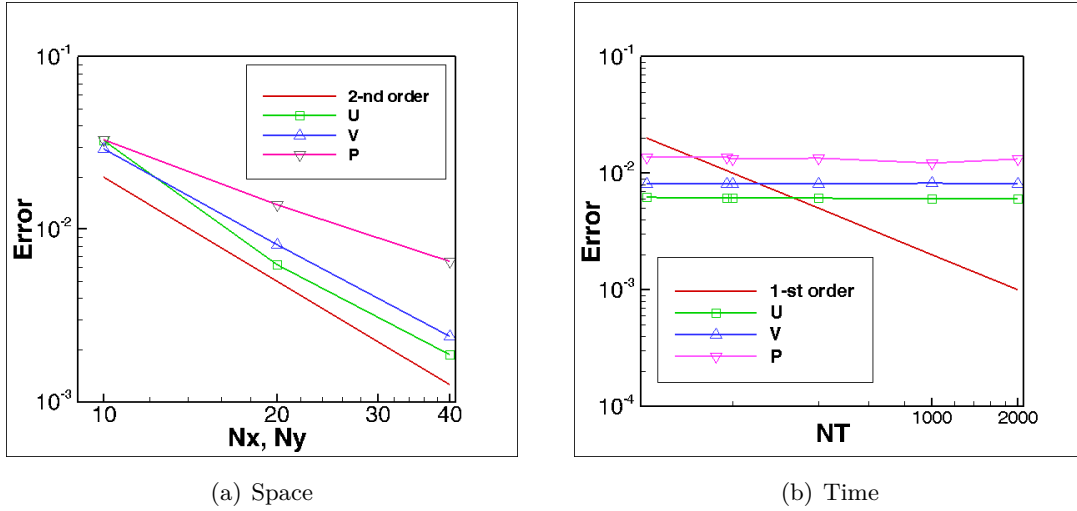 10^-1
10^-2
10^-3
Error
10
20
30
40
Nx, Ny
2-nd order
U
V
P
(a) Space
10^-1
10^-2
10^-3
10^-4
Error
1000
2000
NT
1-st order
U
V
P
(b) Time